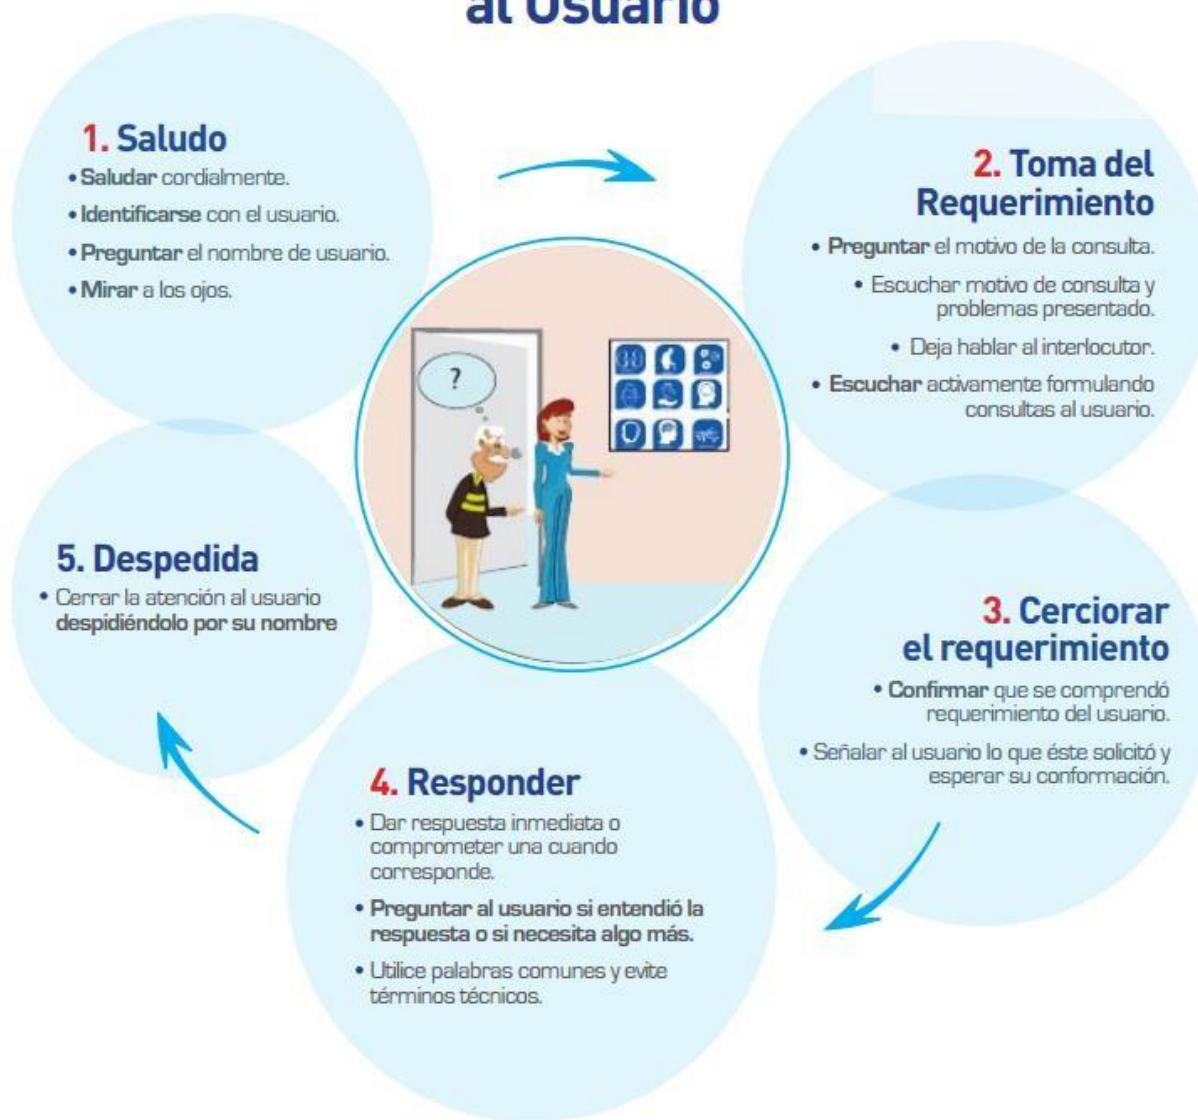 al Usuario
1. Saludo
• Saludar cordialmente.
• Identificarse con el usuario.
• Preguntar el nombre de usuario.
• Mirar a los ojos.
2. Toma del
Requerimiento
• Preguntar el motivo de la consulta.
• Escuchar motivo de consulta y
problemas presentado.
• Deja hablar al interlocutor.
• Escuchar activamente formulando
consultas al usuario.
?
3. Cerciorar
el requerimiento
• Confirmar que se comprendó
requerimiento del usuario.
• Señalar al usuario lo que éste solicitó y
esperar su conformación.
4. Responder
• Dar respuesta inmediata o
comprometer una cuando
corresponde.
• Preguntar al usuario si entendió la
respuesta o si necesita algo más.
• Utilice palabras comunes y evite
términos técnicos.
5. Despedida
• Cerrar la atención al usuario
despidiéndolo por su nombre